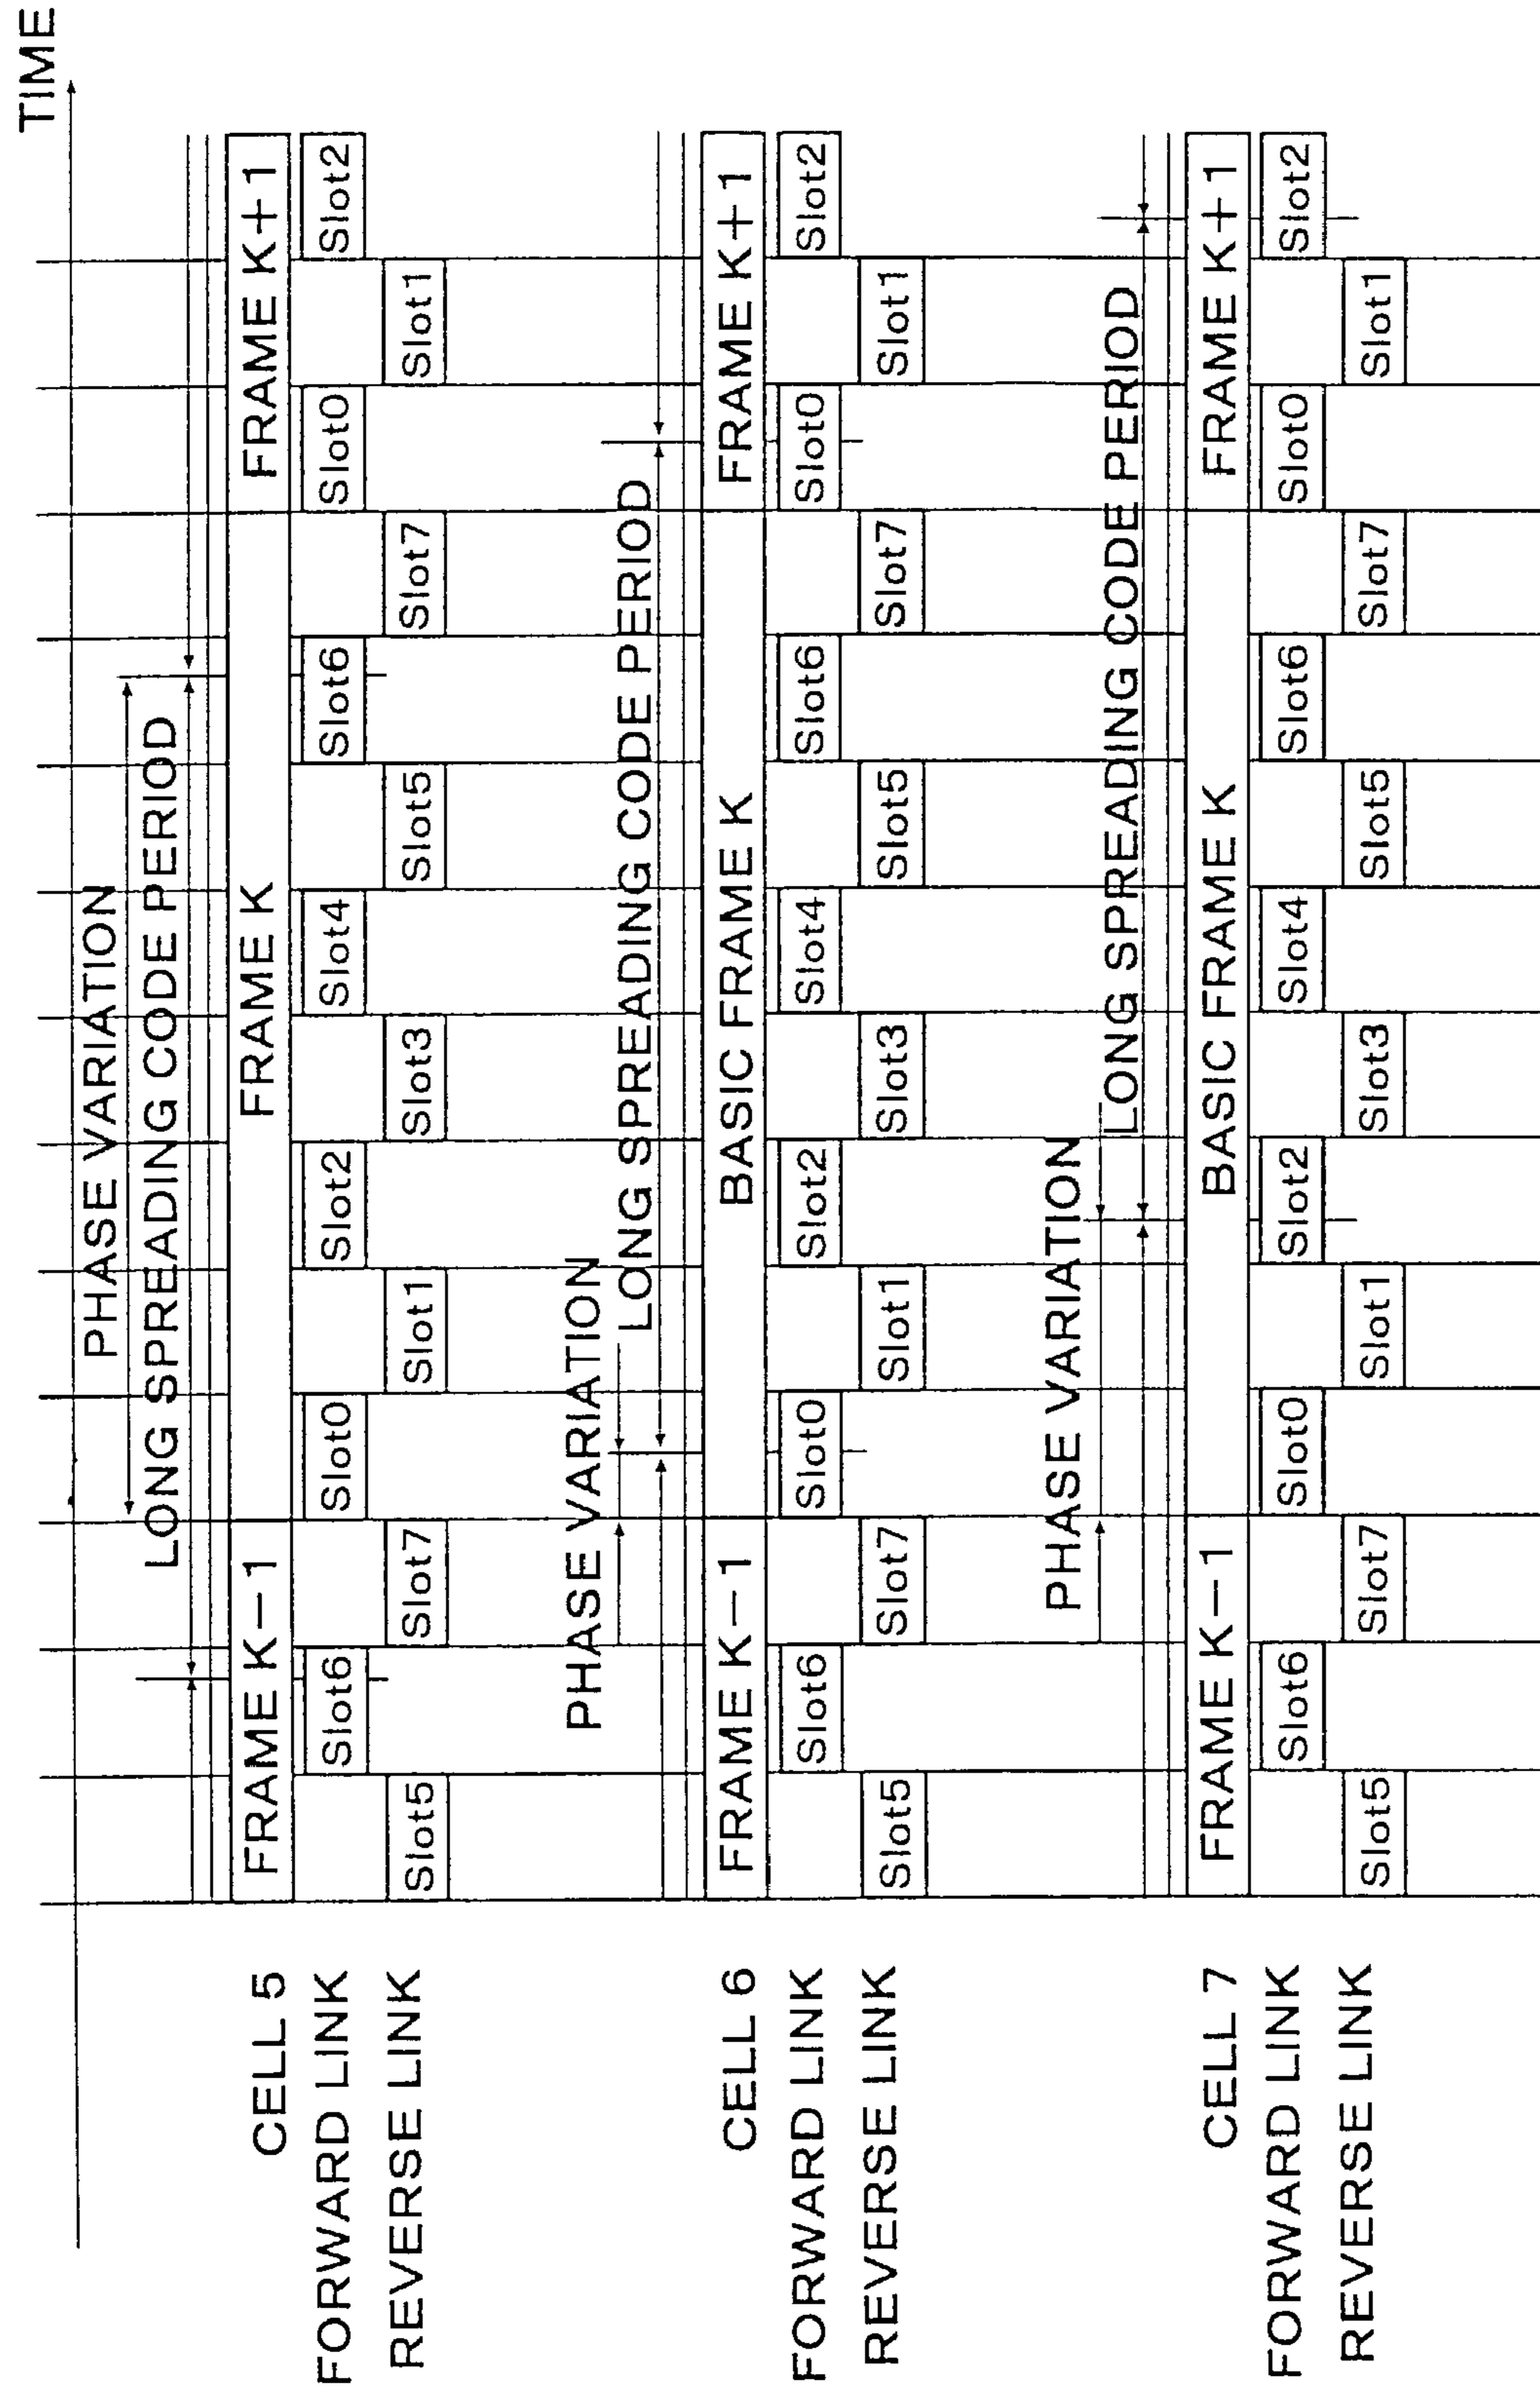 TIME
PHASE VARIATION
LONG SPREADING CODE PERIOD
CELL 5
FRAME K−1
FRAME K
FRAME K+1
FORWARD LINK
Slot6
Slot0
Slot2
Slot4
Slot6
Slot0
Slot2
REVERSE LINK
Slot5
Slot7
Slot1
Slot3
Slot5
Slot7
Slot1
PHASE VARIATION
LONG SPREADING CODE PERIOD
CELL 6
FRAME K−1
BASIC FRAME K
FRAME K+1
FORWARD LINK
Slot6
Slot0
Slot2
Slot4
Slot6
Slot0
Slot2
REVERSE LINK
Slot5
Slot7
Slot1
Slot3
Slot5
Slot7
Slot1
PHASE VARIATION
LONG SPREADING CODE PERIOD
CELL 7
FRAME K−1
BASIC FRAME K
FRAME K+1
FORWARD LINK
Slot6
Slot0
Slot2
Slot4
Slot6
Slot0
Slot2
REVERSE LINK
Slot5
Slot7
Slot1
Slot3
Slot5
Slot7
Slot1